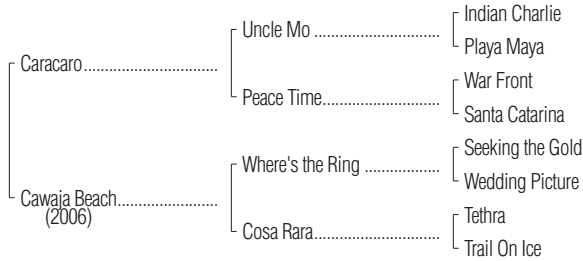 Indian Charlie
Uncle Mo ..................................
Playa Maya
Caracaro....................................
War Front
Peace Time................................
Santa Catarina
Seeking the Gold
Where's the Ring ....................
Wedding Picture
Cawaja Beach...........................
(2006)
Tethra
Cosa Rara.................................
Trail On Ice